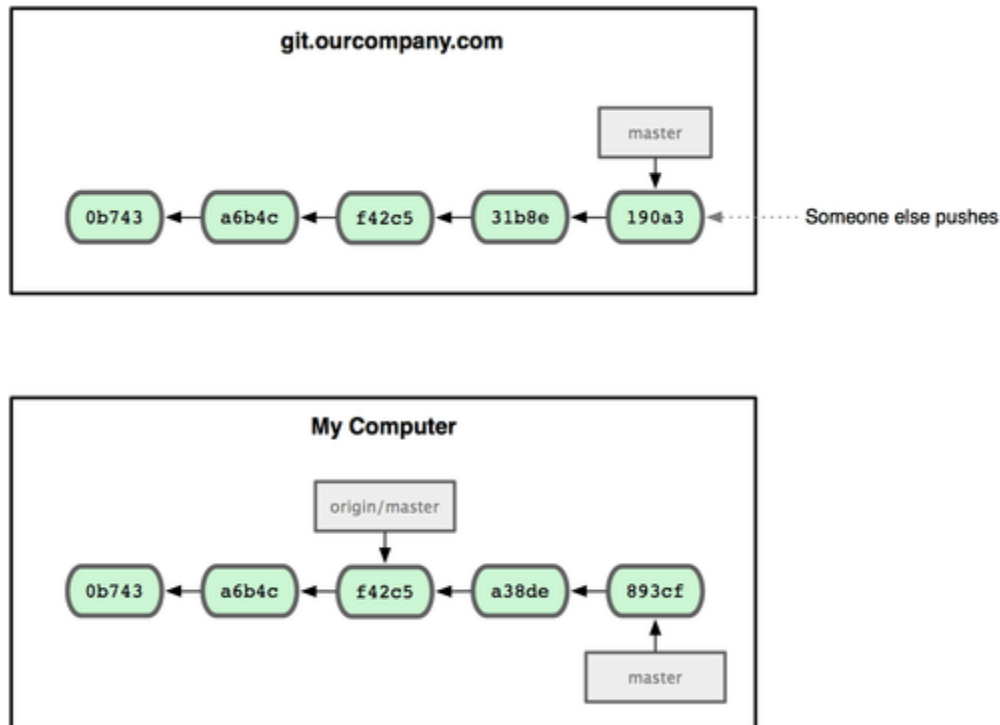 git.ourcompany.com
master
0b743 a6b4c f42c5 31b8e 190a3 Someone else pushes
My Computer
origin/master
0b743 a6b4c f42c5 a38de 893cf
master